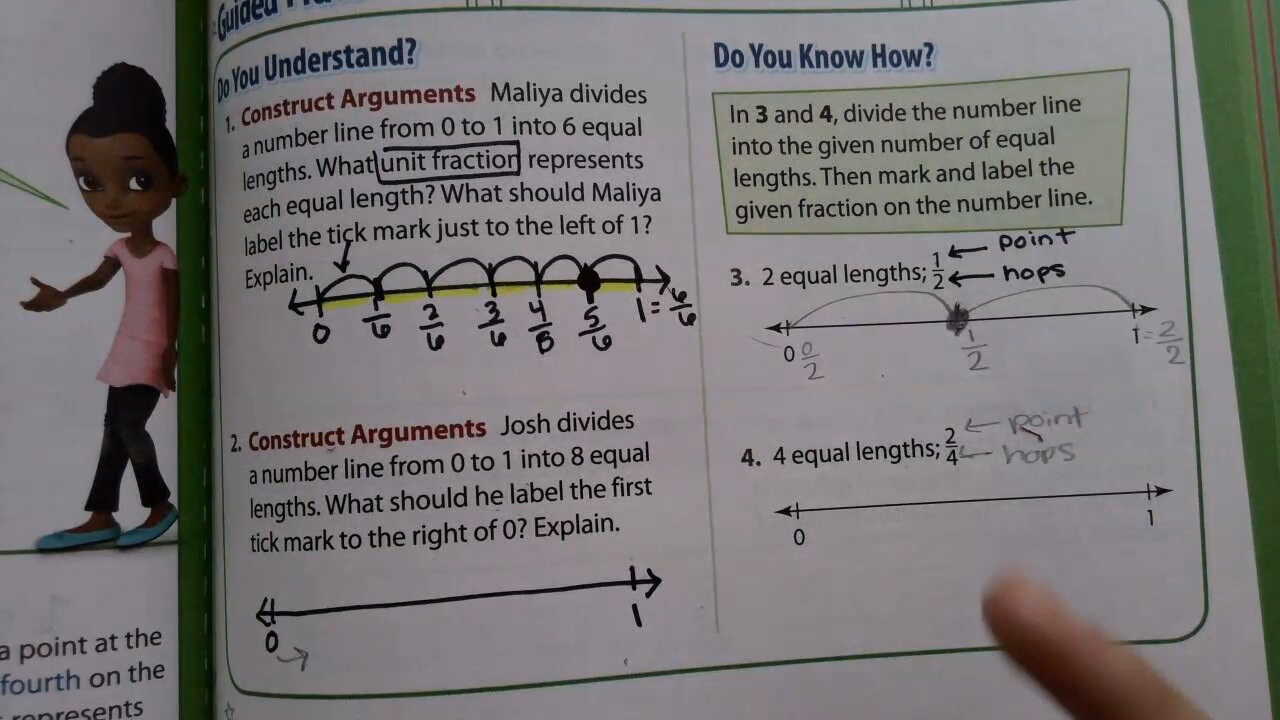 Guided
Do You Understand?
1. Construct Arguments Maliya divides
a number line from 0 to 1 into 6 equal
lengths. What unit fraction represents
each equal length? What should Maliya
label the tick mark just to the left of 1?
Explain.
0 1/6 2/6 3/6 4/6 5/6 1 = 6/6
2. Construct Arguments Josh divides
a number line from 0 to 1 into 8 equal
lengths. What should he label the first
tick mark to the right of 0? Explain.
0 → 1
Do You Know How?
In 3 and 4, divide the number line
into the given number of equal
lengths. Then mark and label the
given fraction on the number line.
3. 2 equal lengths; 1/2 ← point
← hops
0 0/2 1/2 1 = 2/2
4. 4 equal lengths; 2/4 ← point
← hops
0 1
a point at the
fourth on the
represents